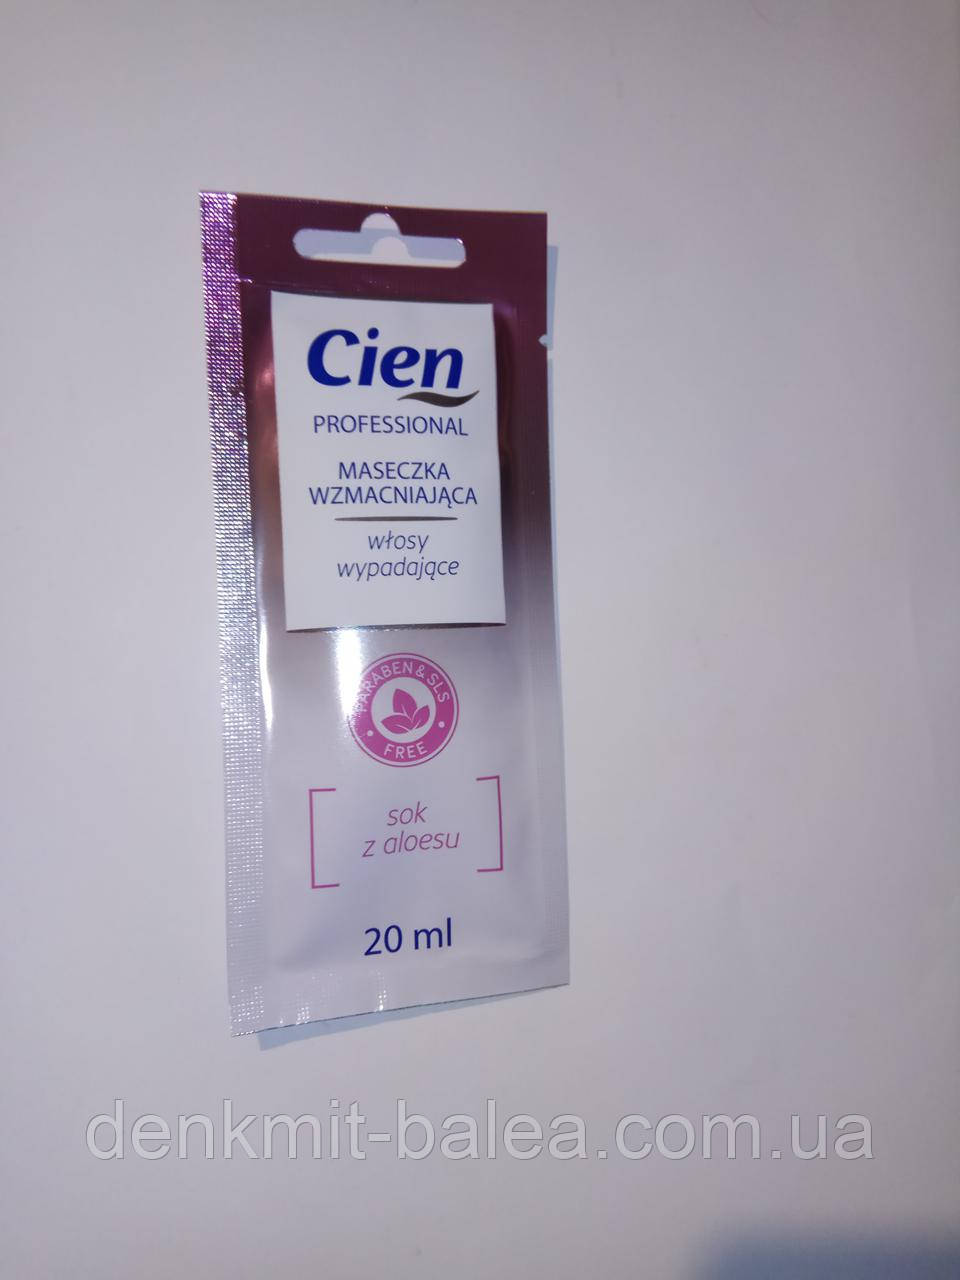 Cien
PROFESSIONAL
MASECZKA
WZMACNIAJĄCA
włosy
wypadające
PARABEN & SLS
FREE
sok
z aloesu
20 ml
denkmit-balea.com.ua